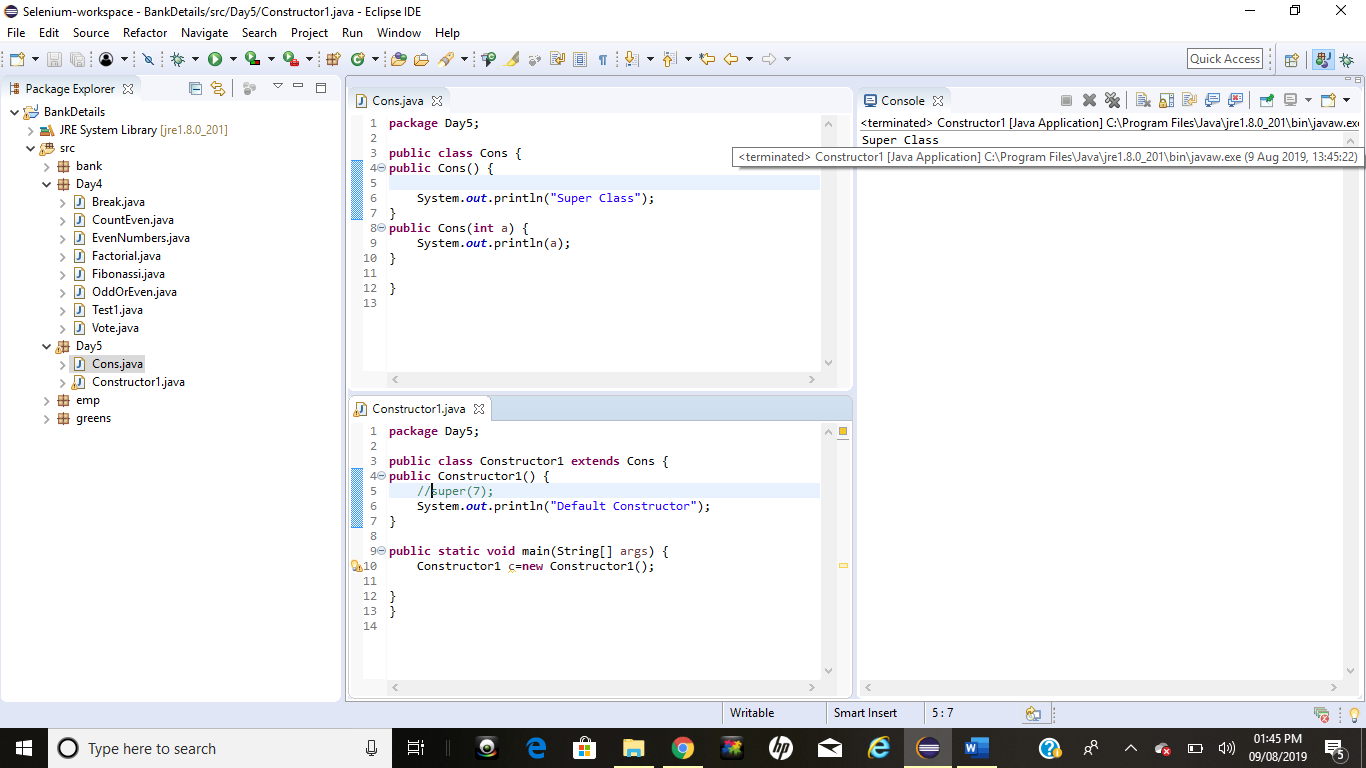 Selenium-workspace - BankDetails/src/Day5/Constructor1.java - Eclipse IDE
File Edit Source Refactor Navigate Search Project Run Window Help
Quick Access
Package Explorer
BankDetails
JRE System Library [jre1.8.0_201]
src
bank
Day4
Break.java
CountEven.java
EvenNumbers.java
Factorial.java
Fibonassi.java
OddOrEven.java
Test1.java
Vote.java
Day5
Cons.java
Constructor1.java
emp
greens
Cons.java
1 package Day5;
2
3 public class Cons {
4 public Cons() {
5
6 System.out.println("Super Class");
7 }
8 public Cons(int a) {
9 System.out.println(a);
10 }
11
12 }
13
Constructor1.java
1 package Day5;
2
3 public class Constructor1 extends Cons {
4 public Constructor1() {
5 //super(7);
6 System.out.println("Default Constructor");
7 }
8
9 public static void main(String[] args) {
10 Constructor1 c=new Constructor1();
11
12 }
13 }
14
Console
<terminated> Constructor1 [Java Application] C:\Program Files\Java\jre1.8.0_201\bin\javaw.exe
Super Class
<terminated> Constructor1 [Java Application] C:\Program Files\Java\jre1.8.0_201\bin\javaw.exe (9 Aug 2019, 13:45:22)
Writable Smart Insert 5 : 7
Type here to search
01:45 PM
09/08/2019
5